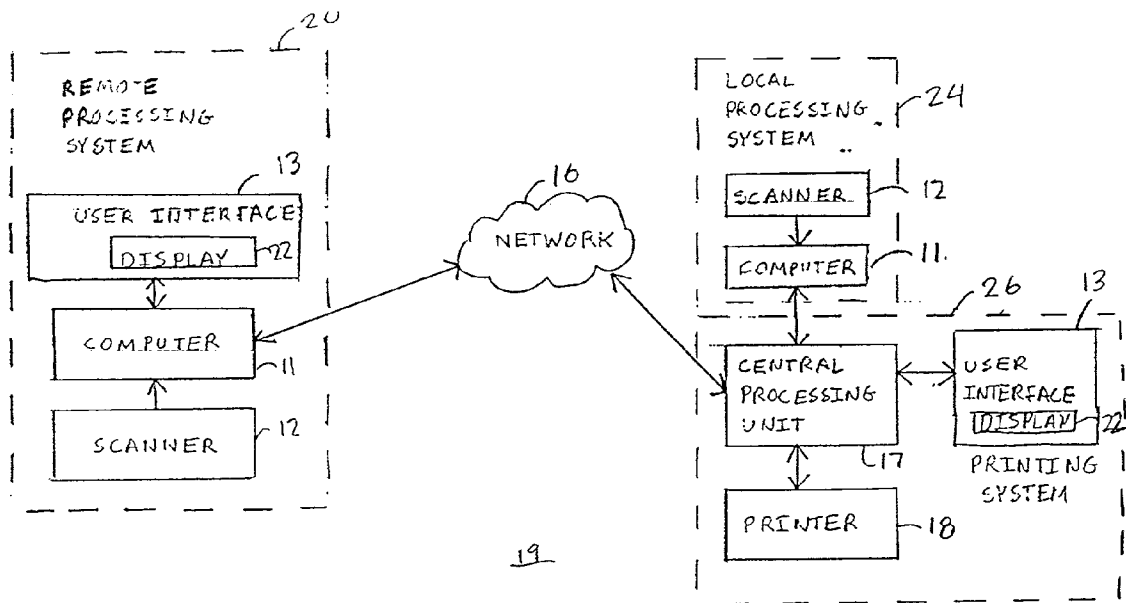 20
REMOTE
PROCESSING
SYSTEM
13
USER INTERFACE
DISPLAY
22
COMPUTER
11
SCANNER
12
16
NETWORK
LOCAL
PROCESSING
SYSTEM
24
SCANNER
12
COMPUTER
11.
26
13
CENTRAL
PROCESSING
UNIT
17
USER
INTERFACE
DISPLAY
22'
PRINTING
SYSTEM
PRINTER
18
19